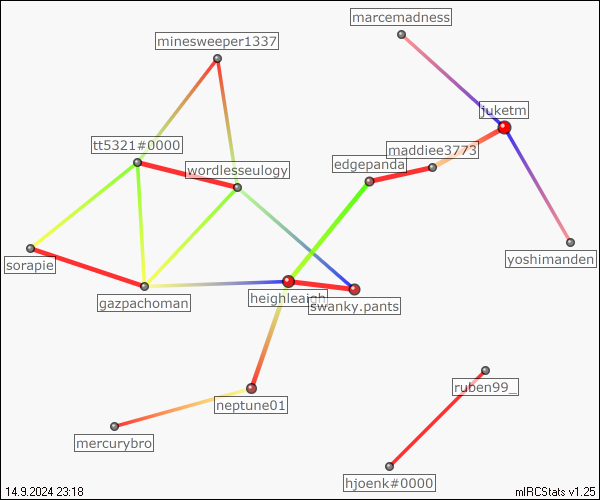 marcemadness
minesweeper1337
juketm
tt5321#0000
maddiee3773
edgepanda
wordlesseulogy
yoshimanden
sorapie
heighleaigh
gazpachoman
swanky.pants
ruben99_
neptune01
mercurybro
hjoenk#0000
14.9.2024 23:18
mIRCStats v1.25